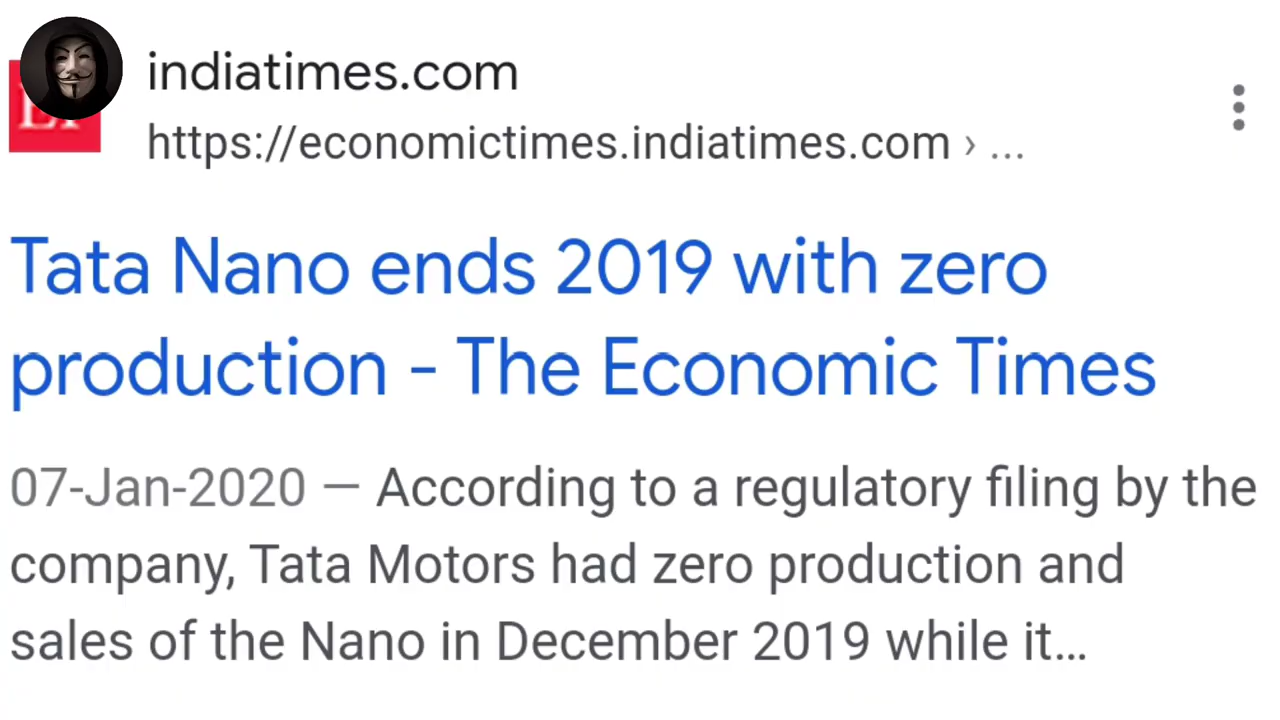 indiatimes.com
https://economictimes.indiatimes.com › ...
Tata Nano ends 2019 with zero
production - The Economic Times
07-Jan-2020 — According to a regulatory filing by the
company, Tata Motors had zero production and
sales of the Nano in December 2019 while it...